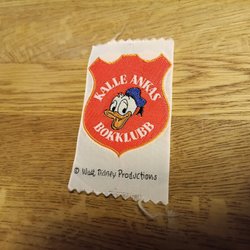 KALLE ANKAS
BOKKLUBB
© Walt Disney Productions